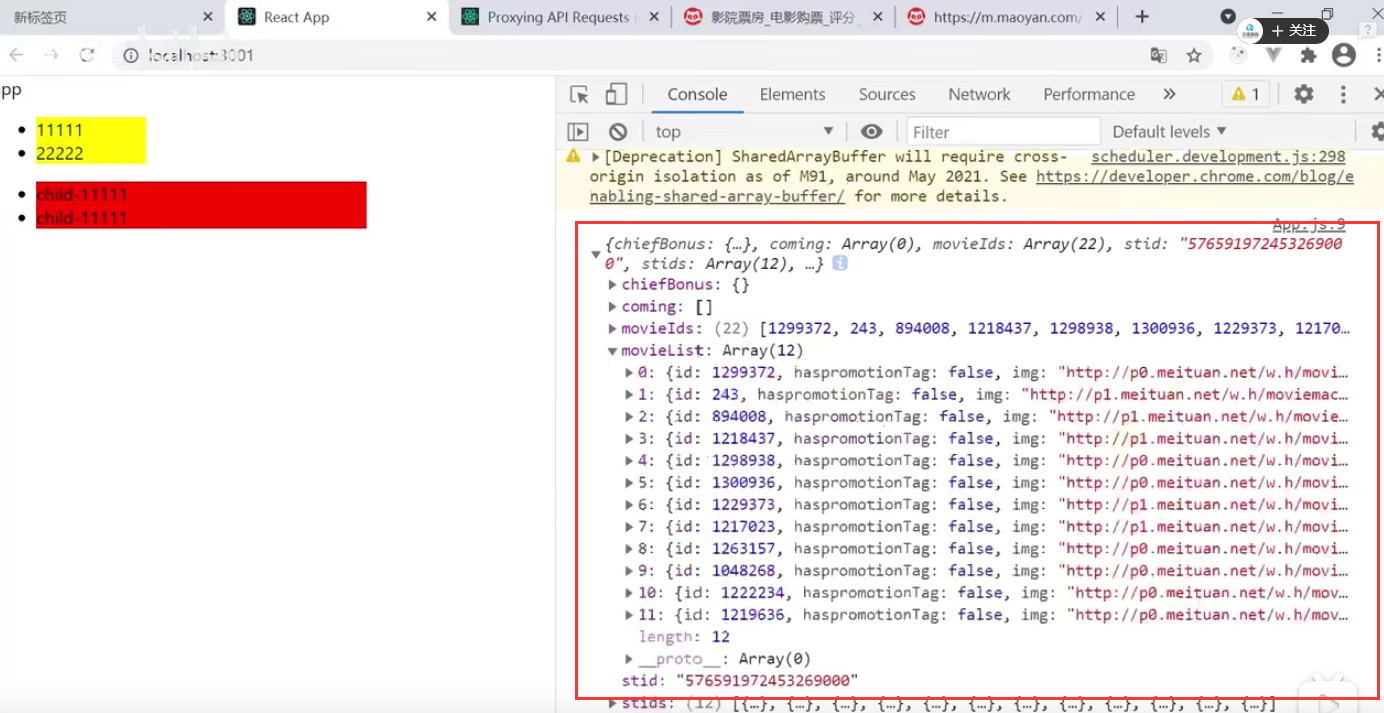 新标签页
React App
Proxying API Requests
影院票房_电影购票_评分
https://m.maoyan.com/
+ 关注
localhost:3001
app
11111
22222
child-11111
child-11111
Console Elements Sources Network Performance » 1
top Filter Default levels
[Deprecation] SharedArrayBuffer will require cross- scheduler.development.js:298
origin isolation as of M91, around May 2021. See https://developer.chrome.com/blog/e
nabling-shared-array-buffer/ for more details.
App.js:9
{chiefBonus: {…}, coming: Array(0), movieIds: Array(22), stid: "57659197245326900
0", stids: Array(12), …}
chiefBonus: {}
coming: []
movieIds: (22) [1299372, 243, 894008, 1218437, 1298938, 1300936, 1229373, 12170…
movieList: Array(12)
0: {id: 1299372, haspromotionTag: false, img: "http://p0.meituan.net/w.h/movi…
1: {id: 243, haspromotionTag: false, img: "http://p1.meituan.net/w.h/moviemac…
2: {id: 894008, haspromotionTag: false, img: "http://p1.meituan.net/w.h/movie…
3: {id: 1218437, haspromotionTag: false, img: "http://p1.meituan.net/w.h/movi…
4: {id: 1298938, haspromotionTag: false, img: "http://p0.meituan.net/w.h/movi…
5: {id: 1300936, haspromotionTag: false, img: "http://p0.meituan.net/w.h/movi…
6: {id: 1229373, haspromotionTag: false, img: "http://p1.meituan.net/w.h/movi…
7: {id: 1217023, haspromotionTag: false, img: "http://p1.meituan.net/w.h/movi…
8: {id: 1263157, haspromotionTag: false, img: "http://p0.meituan.net/w.h/movi…
9: {id: 1048268, haspromotionTag: false, img: "http://p0.meituan.net/w.h/movi…
10: {id: 1222234, haspromotionTag: false, img: "http://p0.meituan.net/w.h/mov…
11: {id: 1219636, haspromotionTag: false, img: "http://p0.meituan.net/w.h/mov…
length: 12
__proto__: Array(0)
stid: "576591972453269000"
stids: (12) [{…}, {…}, {…}, {…}, {…}, {…}, {…}, {…}, {…}, {…}, {…}, {…}]